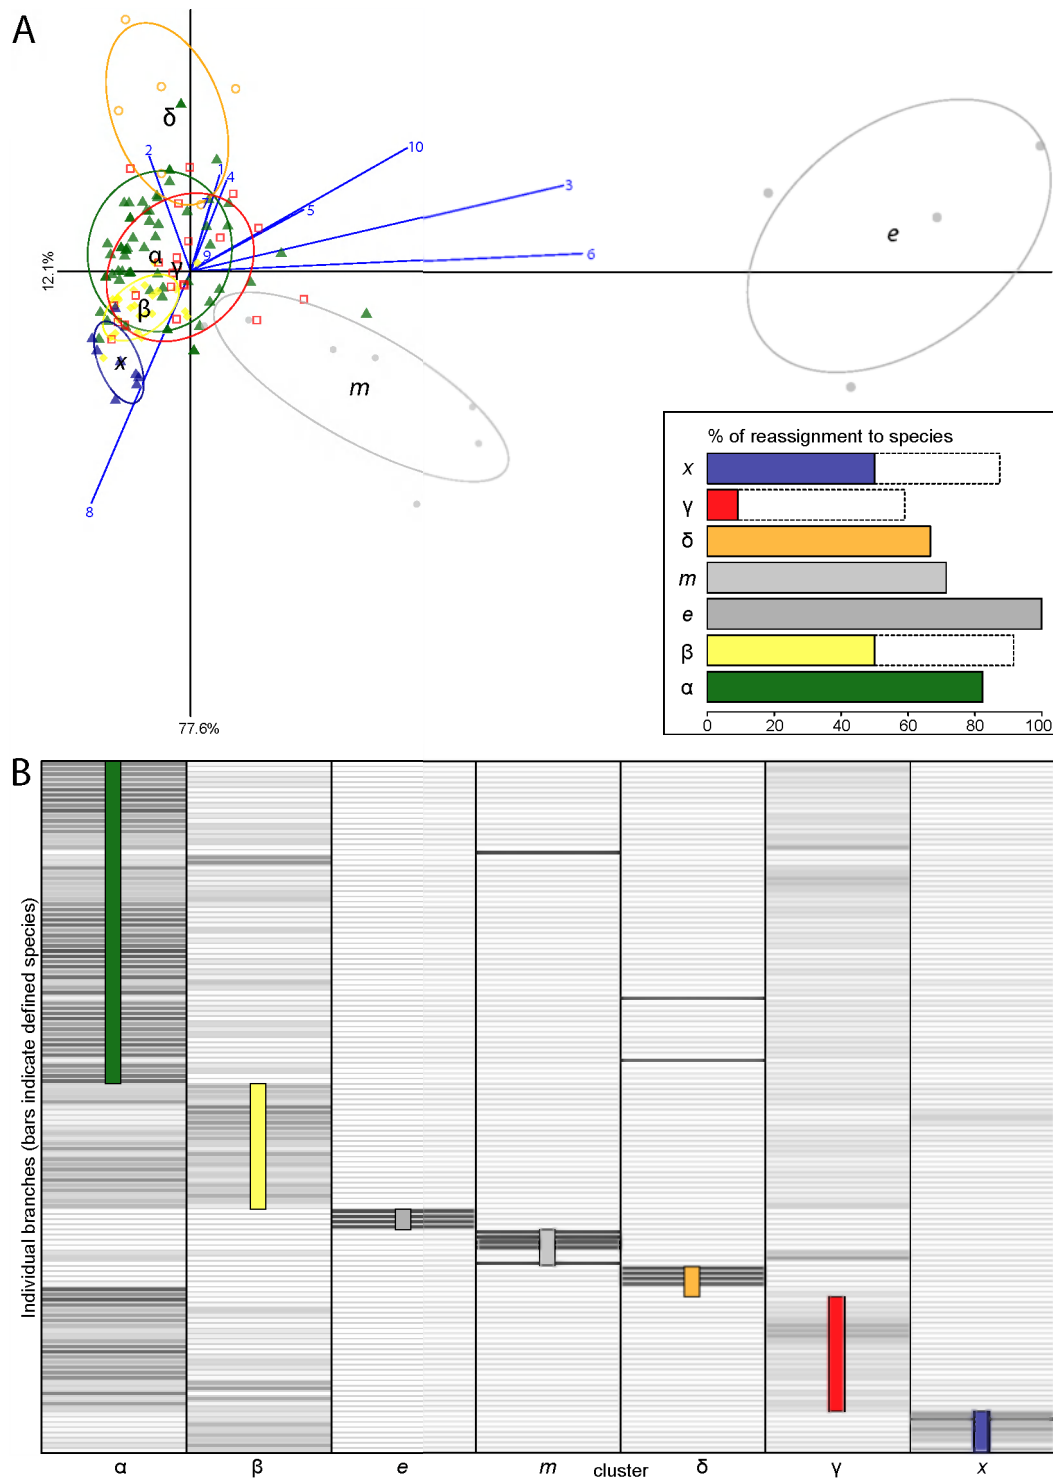 A
δ
2
1
4
10
3
7
5
9
6
α
γ
β
x
12.1%
e
m
8
77.6%
% of reassignment to species
x
γ
δ
m
e
β
α
0 20 40 60 80 100
B
Individual branches (bars indicate defined species)
α β e m cluster δ γ x